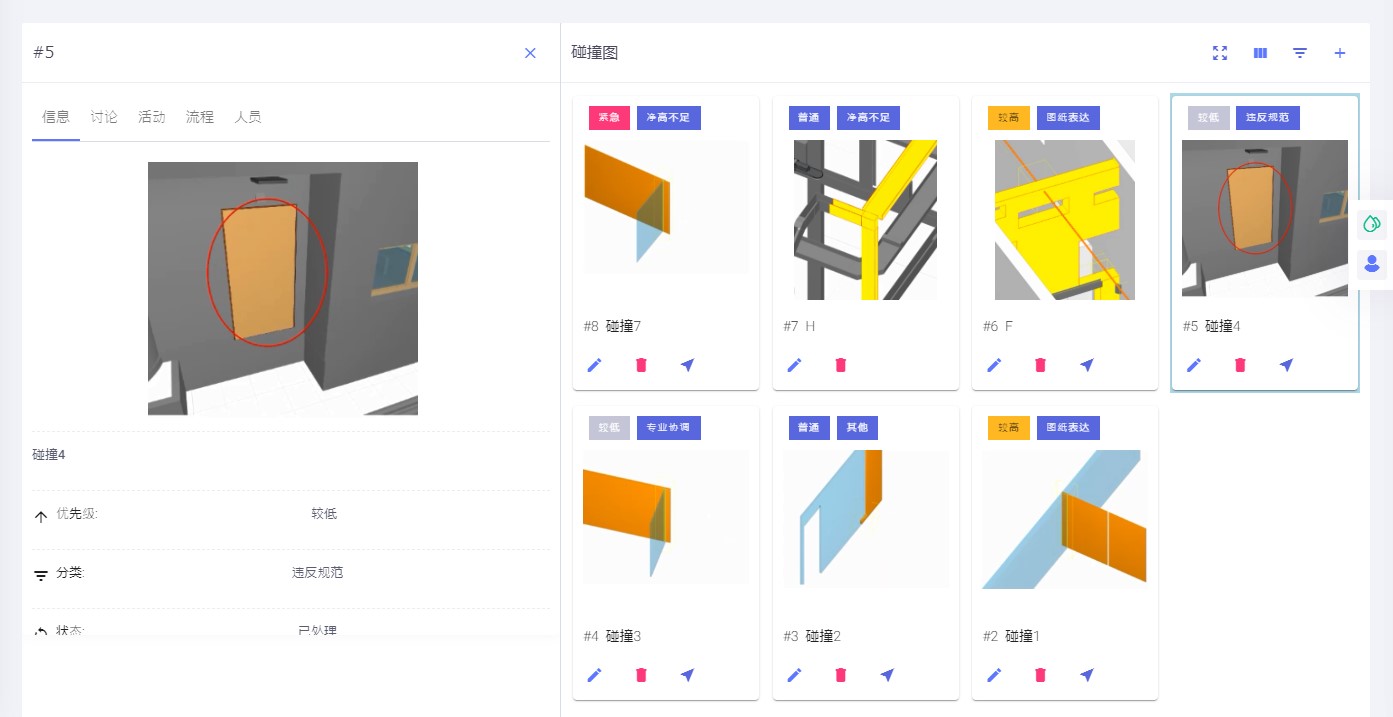 #5
信息 讨论 活动 流程 人员
碰撞4
优先级: 较低
分类: 违反规范
状态: 已处理
碰撞图
紧急 净高不足
#8 碰撞7
普通 净高不足
#7 H
较高 图纸表达
#6 F
较低 违反规范
#5 碰撞4
较低 专业协调
#4 碰撞3
普通 其他
#3 碰撞2
较高 图纸表达
#2 碰撞1